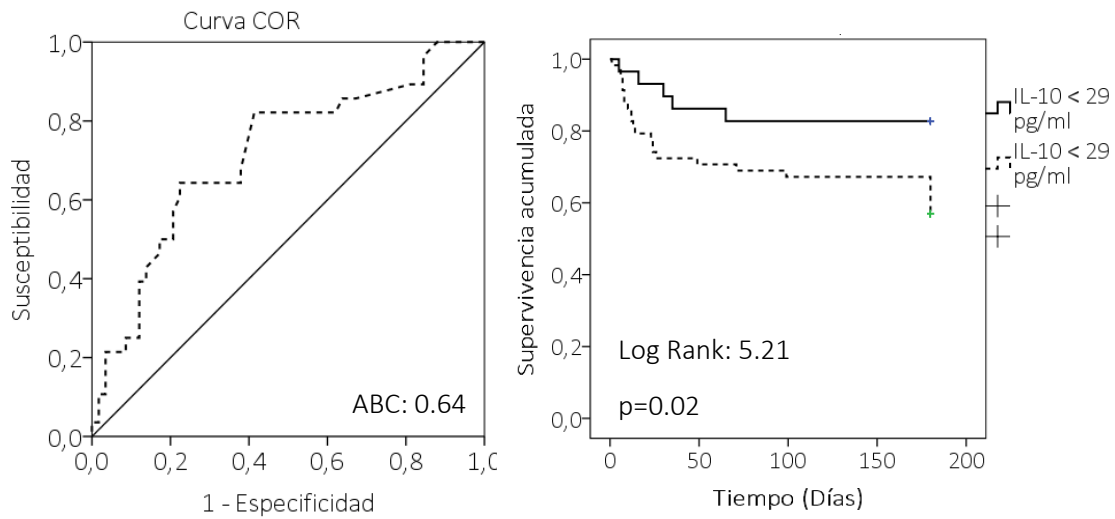 Curva COR
1,0
0,8
0,6
0,4
0,2
0,0
Susceptibilidad
ABC: 0.64
0,0 0,2 0,4 0,6 0,8 1,0
1 - Especificidad
1,0
0,8
0,6
0,4
0,2
0,0
Supervivencia acumulada
Log Rank: 5.21
p=0.02
0 50 100 150 200
Tiempo (Días)
IL-10 < 29
pg/ml
IL-10 < 29
pg/ml